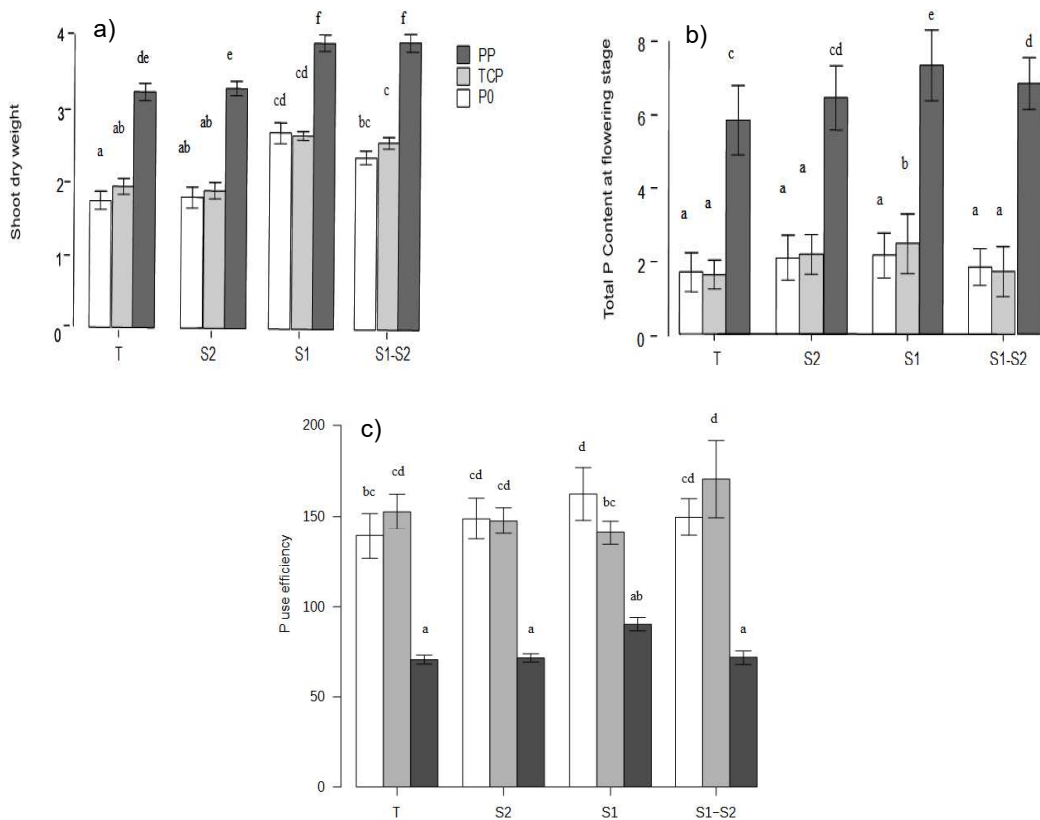 a)
Shoot dry weight
4
3
2
1
0
a ab de
ab ab e
cd cd f
bc c f
T S2 S1 S1-S2
PP
TCP
P0
b)
Total P Content at flowering stage
8
6
4
2
0
a a c
a a cd
a b e
a a d
T S2 S1 S1-S2
c)
P use efficiency
200
150
100
50
0
bc cd a
cd cd a
d bc ab
cd d a
T S2 S1 S1-S2